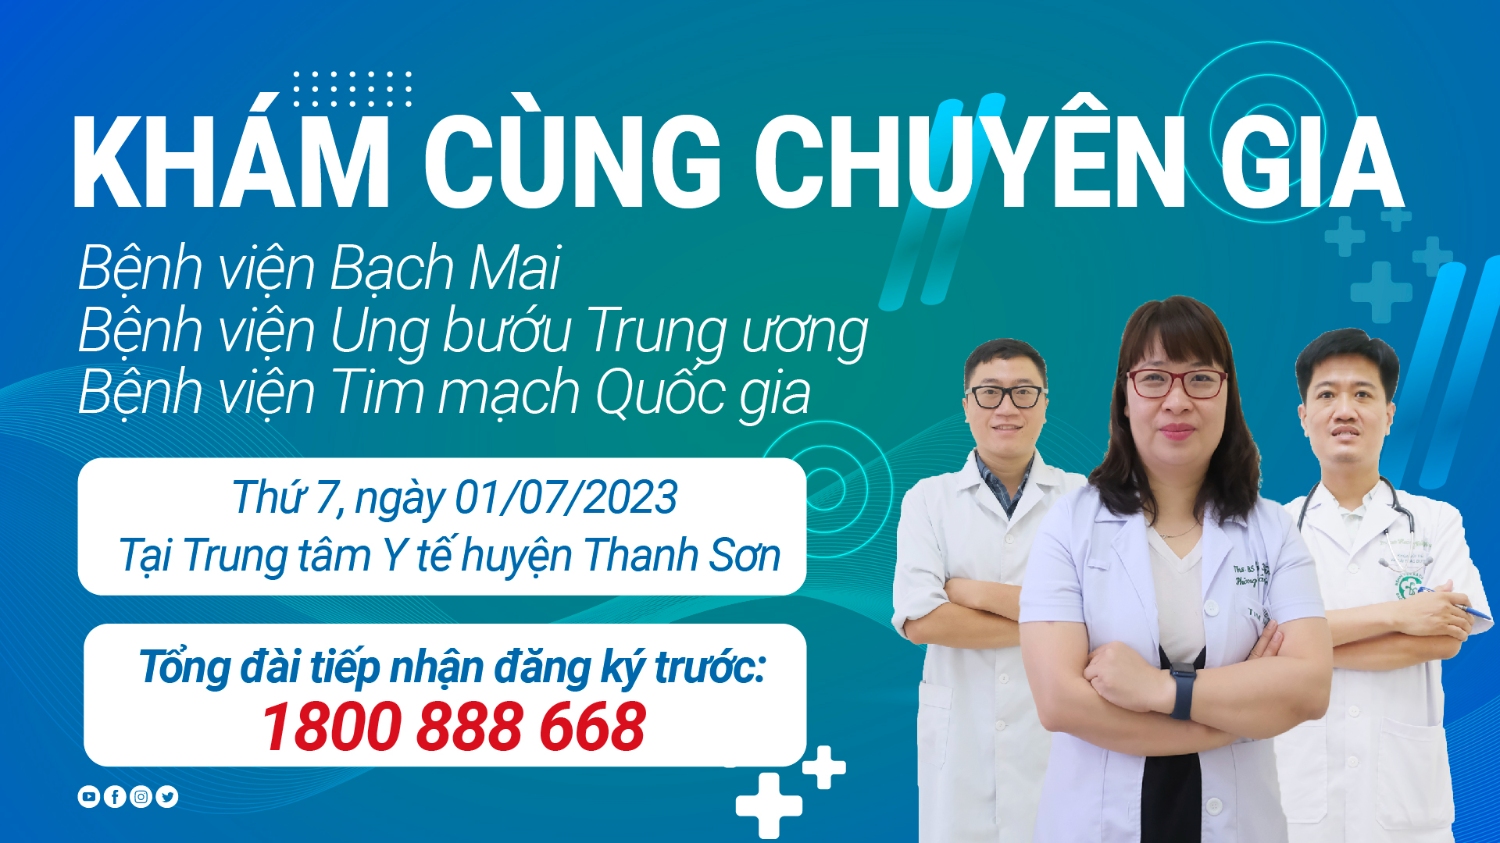 KHÁM CÙNG CHUYÊN GIA
Bệnh viện Bạch Mai
Bệnh viện Ung bướu Trung ương
Bệnh viện Tim mạch Quốc gia
Thứ 7, ngày 01/07/2023
Tại Trung tâm Y tế huyện Thanh Sơn
Tổng đài tiếp nhận đăng ký trước:
1800 888 668